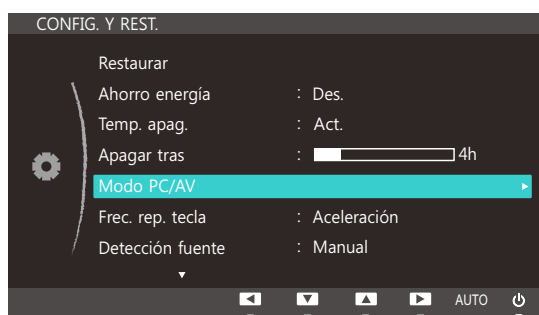 CONFIG. Y REST.
Restaurar
Ahorro energía : Des.
Temp. apag. : Act.
Apagar tras : 4h
Modo PC/AV
Frec. rep. tecla : Aceleración
Detección fuente : Manual
AUTO